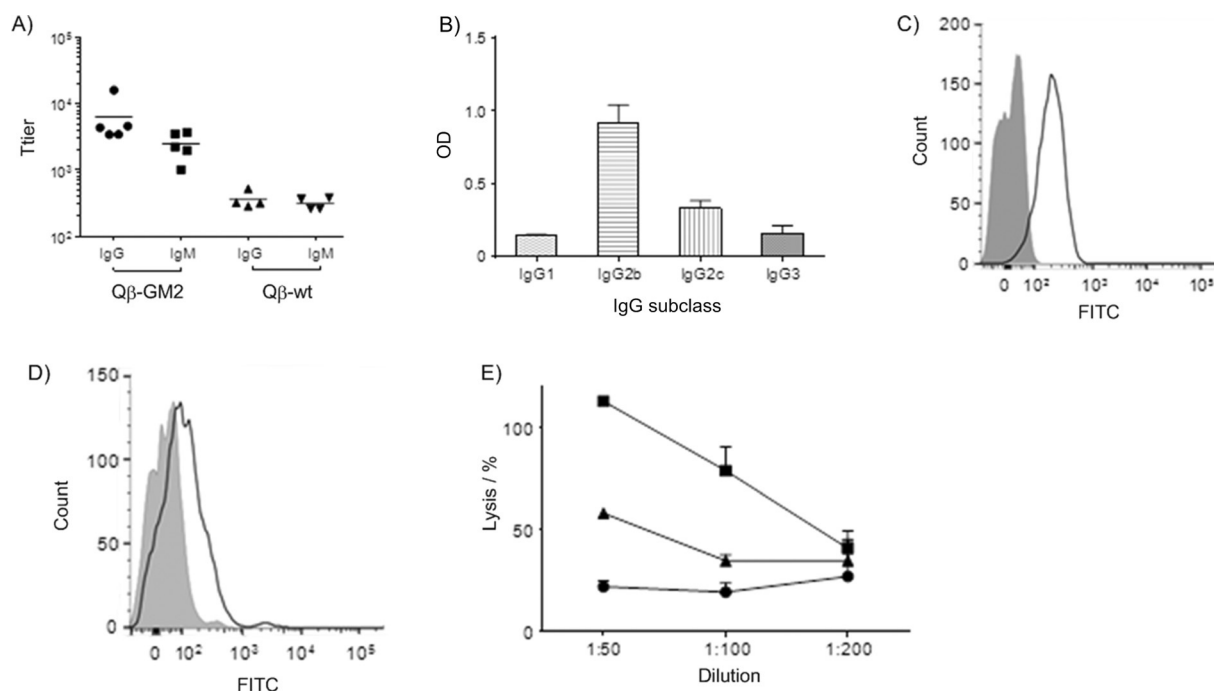 A)
10⁵
10⁴
10³
10²
Ttier
IgG IgM IgG IgM
Qβ-GM2 Qβ-wt
B)
1.5
1.0
0.5
0
OD
IgG1 IgG2b IgG2c IgG3
IgG subclass
C)
200
150
100
50
0
Count
0 10² 10³ 10⁴ 10⁵
FITC
D)
150
100
50
0
Count
0 10² 10³ 10⁴ 10⁵
FITC
E)
100
50
0
Lysis / %
1:50 1:100 1:200
Dilution